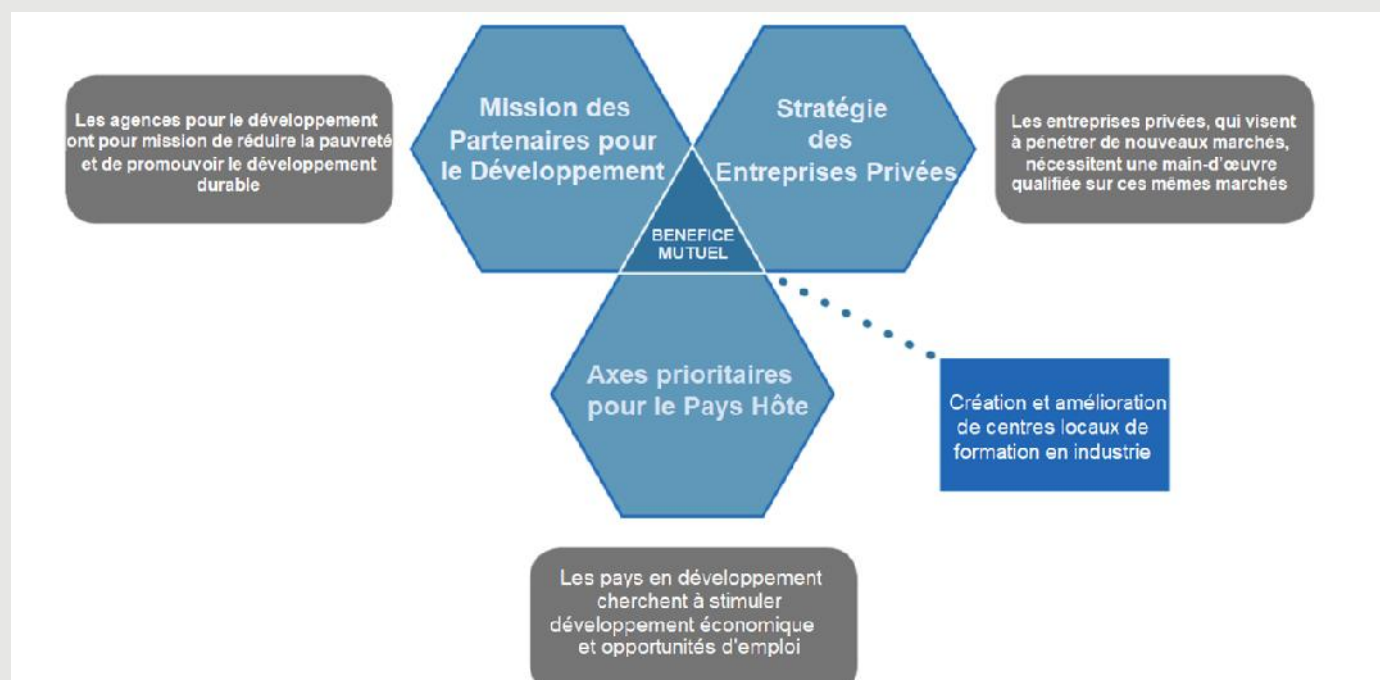 Les agences pour le développement
ont pour mission de réduire la pauvreté
et de promouvoir le développement
durable
Mission des
Partenaires pour
le Développement
Stratégie
des
Entreprises Privées
Les entreprises privées, qui visent
à pénétrer de nouveaux marchés,
nécessitent une main-d'œuvre
qualifiée sur ces mêmes marchés
BENEFICE
MUTUEL
Axes prioritaires
pour le Pays Hôte
Création et amélioration
de centres locaux de
formation en industrie
Les pays en développement
cherchent à stimuler
développement économique
et opportunités d'emploi